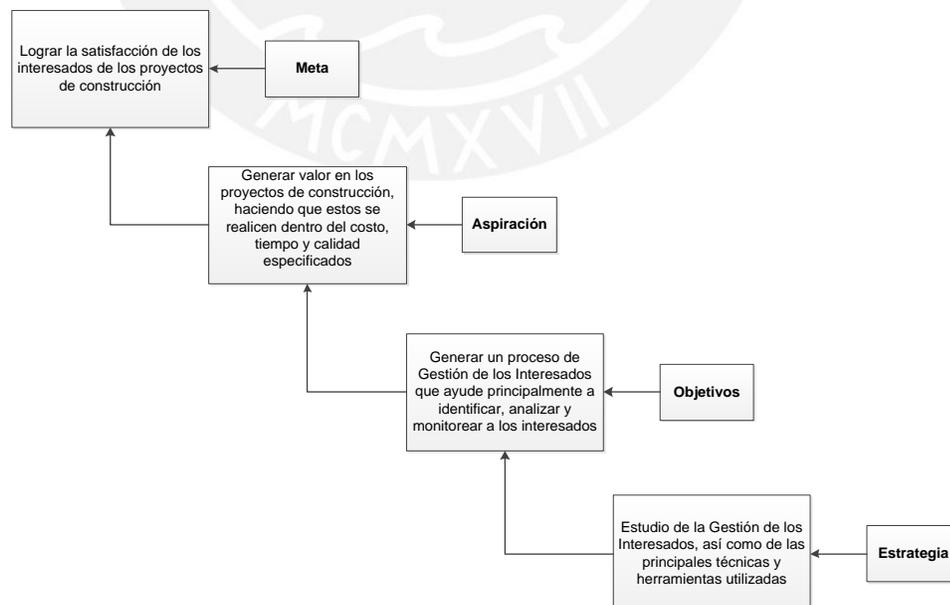 MCMXVII
Lograr la satisfacción de los
interesados de los proyectos
de construcción
Meta
Generar valor en los
proyectos de construcción,
haciendo que estos se
realicen dentro del costo,
tiempo y calidad
especificados
Aspiración
Generar un proceso de
Gestión de los Interesados
que ayude principalmente a
identificar, analizar y
monitorear a los interesados
Objetivos
Estudio de la Gestión de los
Interesados, así como de las
principales técnicas y
herramientas utilizadas
Estrategia